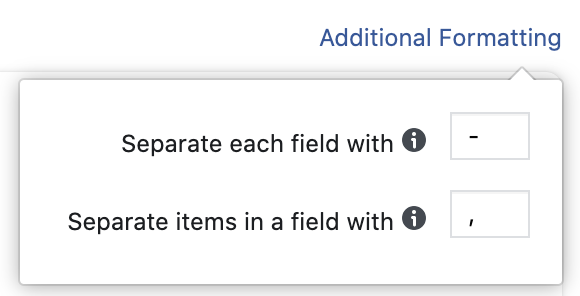 Additional Formatting
Separate each field with -
Separate items in a field with ,